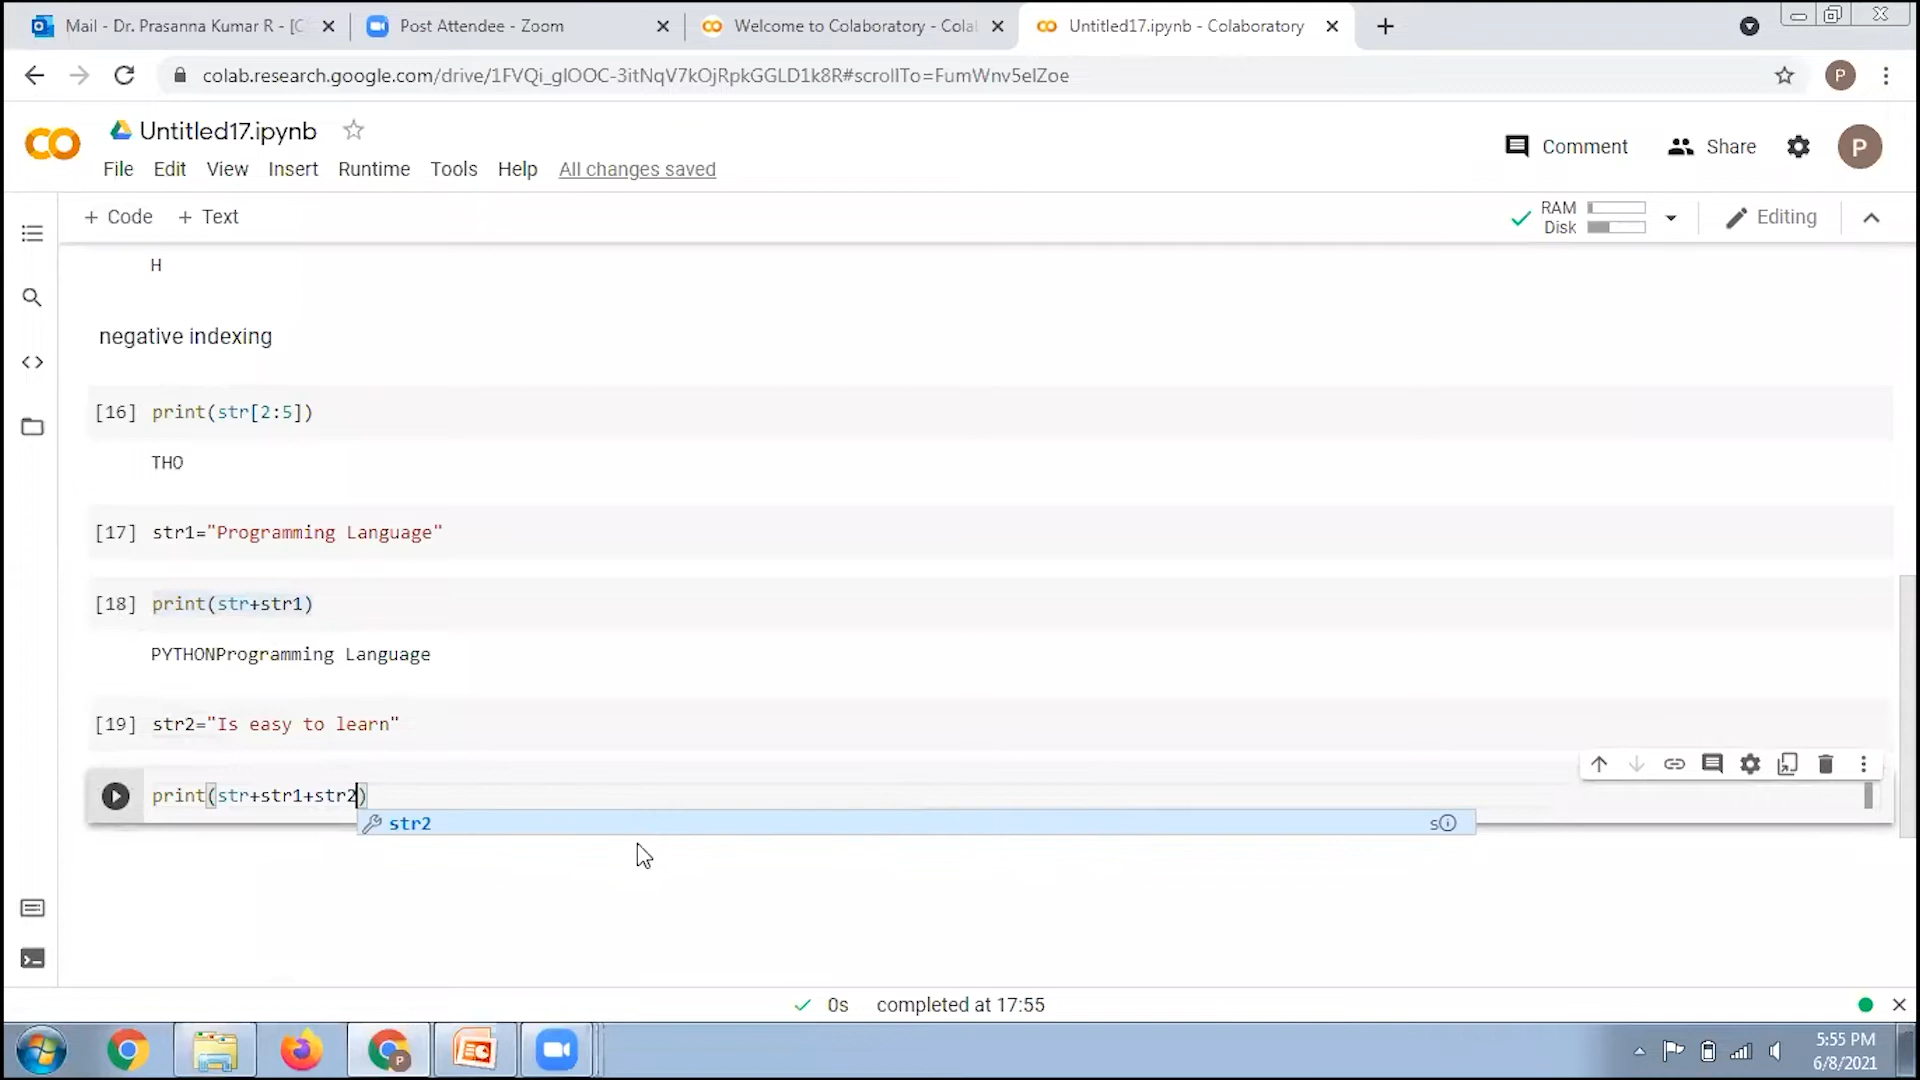 Mail - Dr. Prasanna Kumar R - [C
Post Attendee - Zoom
Welcome to Colaboratory - Cola
Untitled17.ipynb - Colaboratory
colab.research.google.com/drive/1FVQi_glOOC-3itNqV7kOjRpkGGLD1k8R#scrollTo=FumWnv5elZoe
P
Untitled17.ipynb
File Edit View Insert Runtime Tools Help All changes saved
Comment
Share
P
+ Code + Text
RAM
Disk
Editing
H
negative indexing
[16] print(str[2:5])
THO
[17] str1="Programming Language"
[18] print(str+str1)
PYTHONProgramming Language
[19] str2="Is easy to learn"
print(str+str1+str2)
str2
s
0s completed at 17:55
P
5:55 PM
6/8/2021